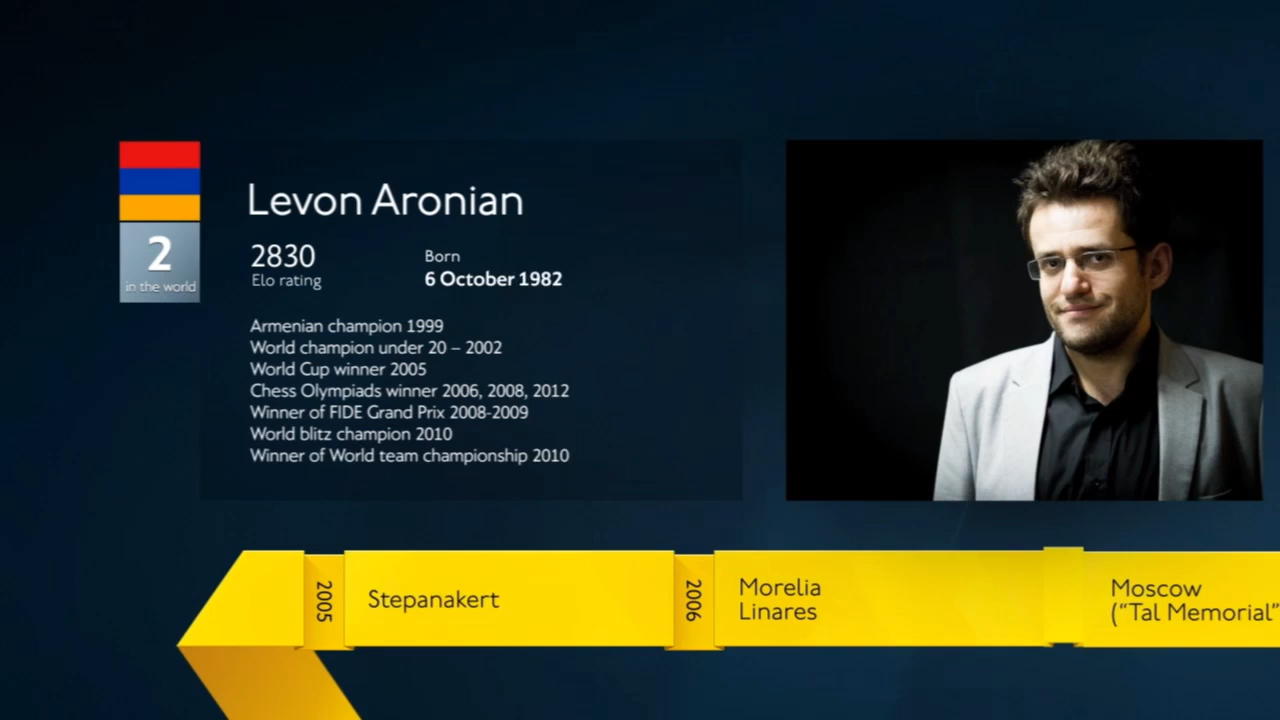 2
in the world
Levon Aronian
2830
Elo rating
Born
6 October 1982
Armenian champion 1999
World champion under 20 – 2002
World Cup winner 2005
Chess Olympiads winner 2006, 2008, 2012
Winner of FIDE Grand Prix 2008-2009
World blitz champion 2010
Winner of World team championship 2010
2005
Stepanakert
2006
Morelia
Linares
Moscow
(“Tal Memorial”